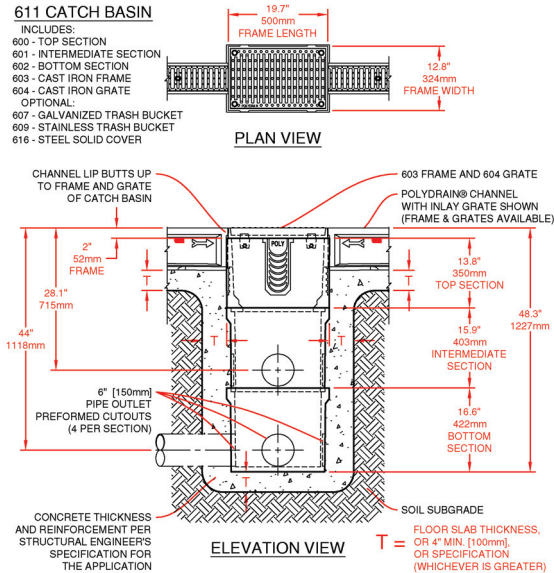 611 CATCH BASIN
INCLUDES:
600 - TOP SECTION
601 - INTERMEDIATE SECTION
602 - BOTTOM SECTION
603 - CAST IRON FRAME
604 - CAST IRON GRATE
OPTIONAL:
607 - GALVANIZED TRASH BUCKET
609 - STAINLESS TRASH BUCKET
616 - STEEL SOLID COVER
19.7"
500mm
FRAME LENGTH
12.8"
324mm
FRAME WIDTH
PLAN VIEW
CHANNEL LIP BUTTS UP
TO FRAME AND GRATE
OF CATCH BASIN
603 FRAME AND 604 GRATE
POLYDRAIN® CHANNEL
WITH INLAY GRATE SHOWN
(FRAME & GRATES AVAILABLE)
2"
52mm
FRAME
POLY
T
T
28.1"
715mm
44"
1118mm
13.8"
350mm
TOP SECTION
48.3"
1227mm
T
T
15.9"
403mm
INTERMEDIATE
SECTION
6" [150mm]
PIPE OUTLET
PREFORMED CUTOUTS
(4 PER SECTION)
16.6"
422mm
BOTTOM
SECTION
T
CONCRETE THICKNESS
AND REINFORCEMENT PER
STRUCTURAL ENGINEER'S
SPECIFICATION FOR
THE APPLICATION
ELEVATION VIEW
SOIL SUBGRADE
T =
FLOOR SLAB THICKNESS,
OR 4" MIN. [100mm],
OR SPECIFICATION
(WHICHEVER IS GREATER)